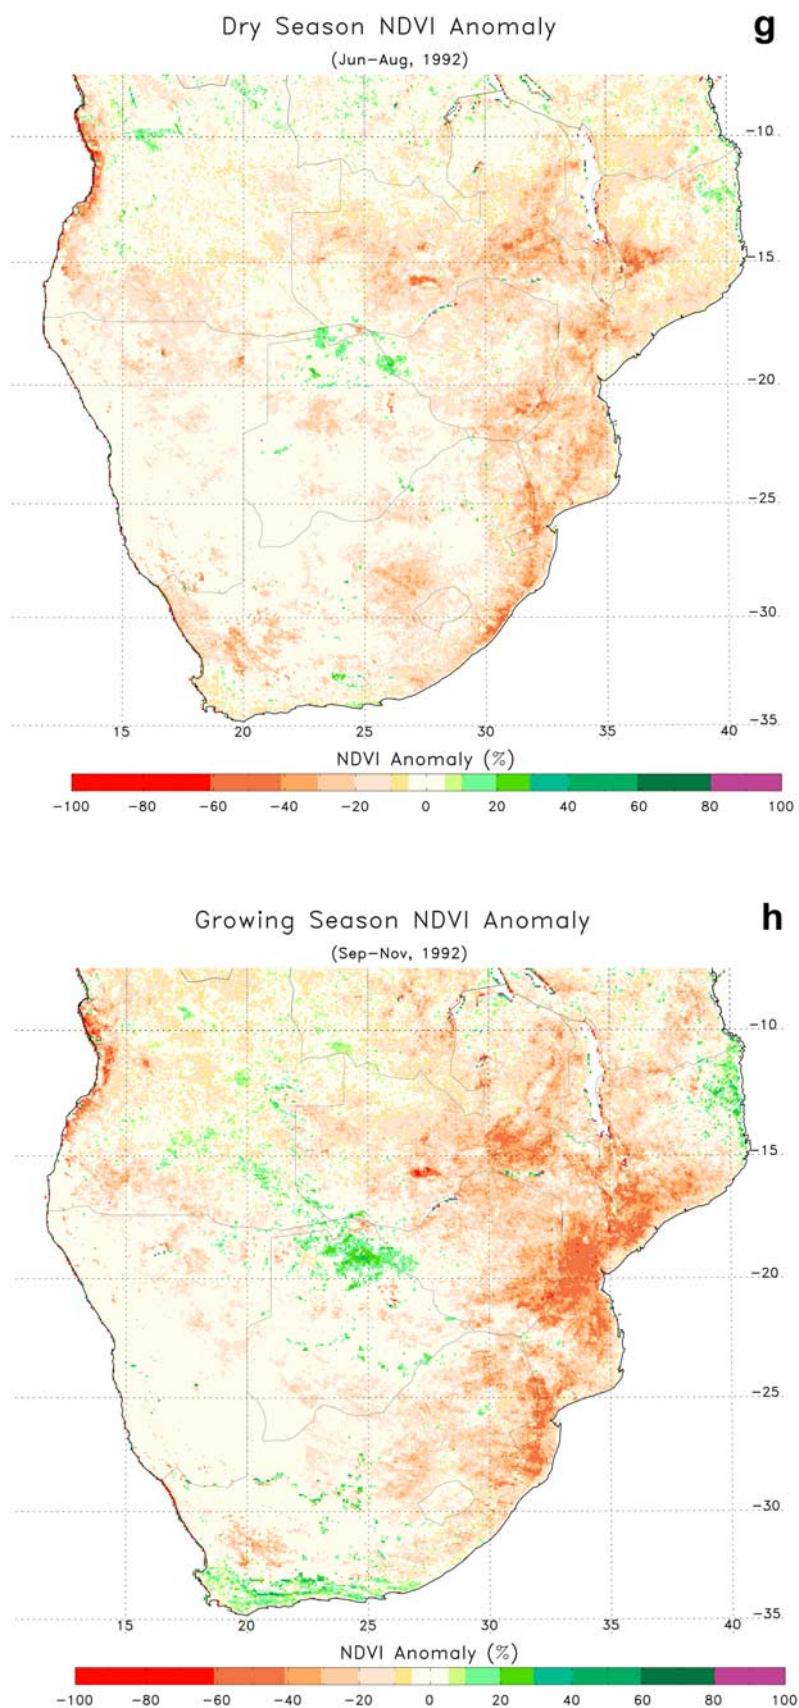 Dry Season NDVI Anomaly
g
(Jun-Aug, 1992)
-10
-15
-20
-25
-30
-35
15 20 25 30 35 40
NDVI Anomaly (%)
-100 -80 -60 -40 -20 0 20 40 60 80 100
Growing Season NDVI Anomaly
h
(Sep-Nov, 1992)
-10
-15
-20
-25
-30
-35
15 20 25 30 35 40
NDVI Anomaly (%)
-100 -80 -60 -40 -20 0 20 40 60 80 100